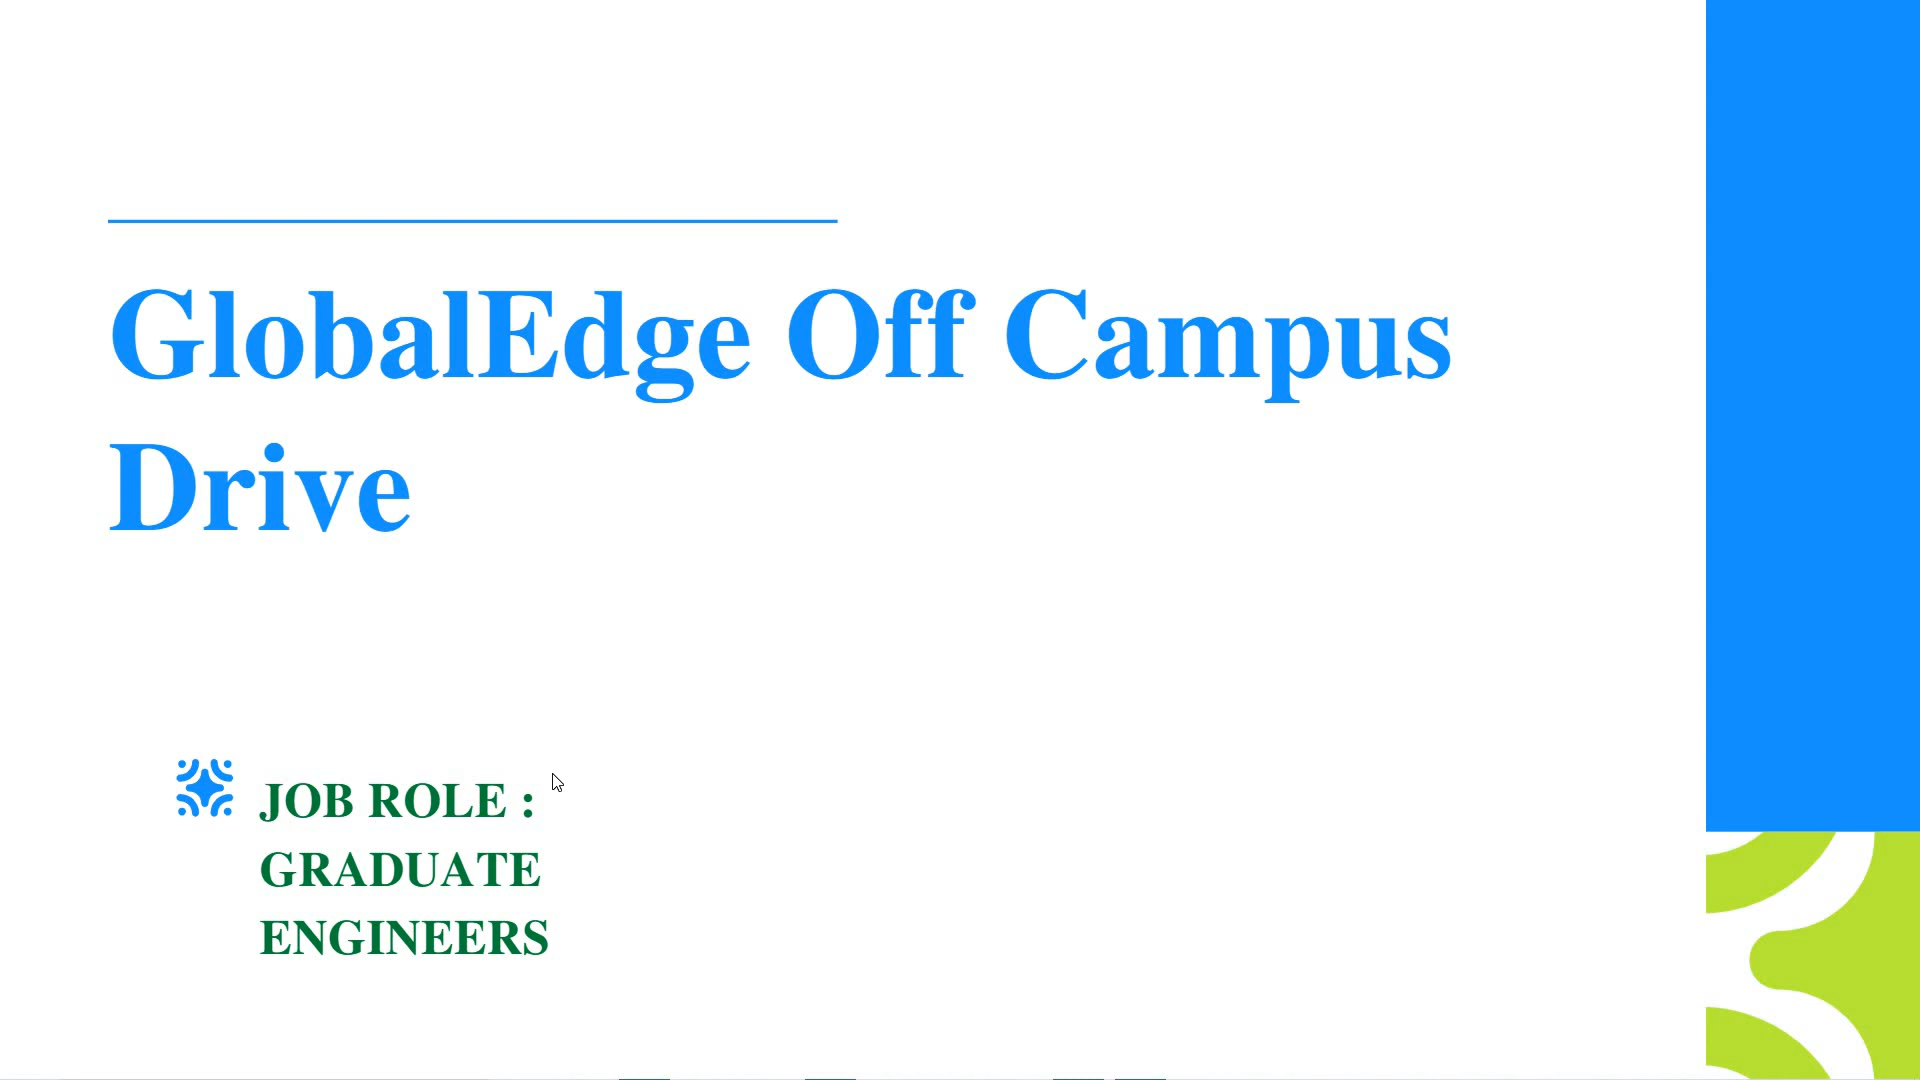 GlobalEdge Off Campus
Drive
JOB ROLE :
GRADUATE
ENGINEERS